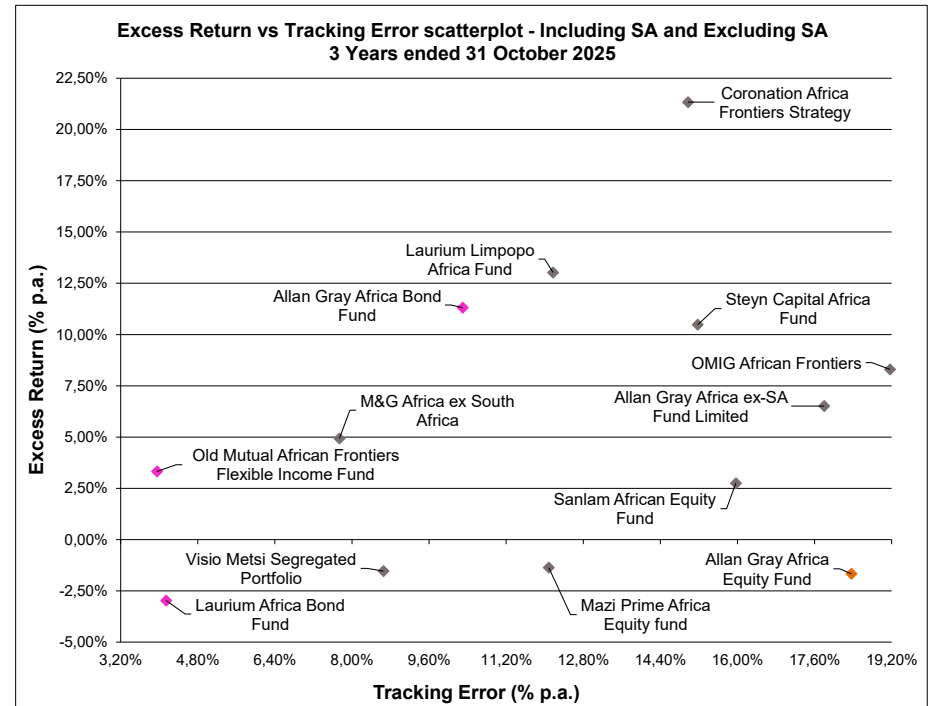 Excess Return vs Tracking Error scatterplot - Including SA and Excluding SA
3 Years ended 31 October 2025
22,50%
20,00%
17,50%
15,00%
12,50%
10,00%
7,50%
5,00%
2,50%
0,00%
-2,50%
-5,00%
Excess Return (% p.a.)
Coronation Africa
Frontiers Strategy
Laurium Limpopo
Africa Fund
Allan Gray Africa Bond
Fund
Steyn Capital Africa
Fund
OMIG African Frontiers
Allan Gray Africa ex-SA
Fund Limited
M&G Africa ex South
Africa
Old Mutual African Frontiers
Flexible Income Fund
Sanlam African Equity
Fund
Visio Metsi Segregated
Portfolio
Allan Gray Africa
Equity Fund
Laurium Africa Bond
Fund
Mazi Prime Africa
Equity fund
3,20%
4,80%
6,40%
8,00%
9,60%
11,20%
12,80%
14,40%
16,00%
17,60%
19,20%
Tracking Error (% p.a.)